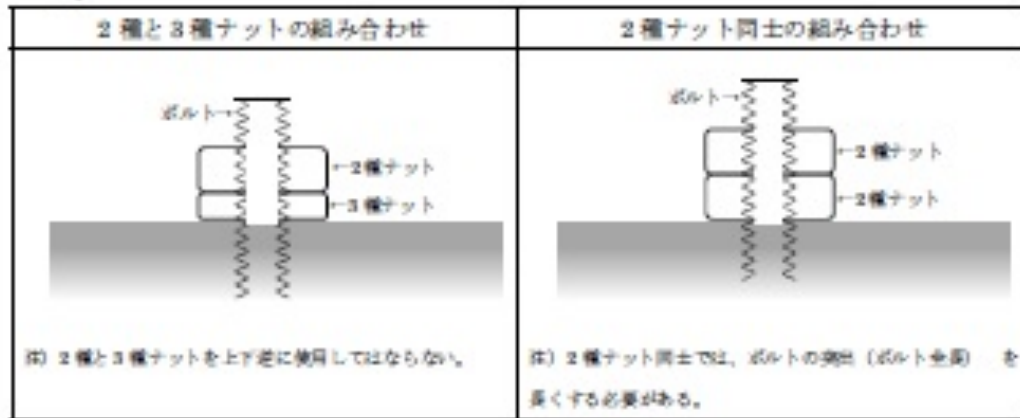 2種と3種ナットの組み合わせ
2種ナット同士の組み合わせ
ボルト→
←2種ナット
←3種ナット
注) 2種と3種ナットを上下逆に使用してはならない。
ボルト→
←2種ナット
←2種ナット
注) 2種ナット同士では、ボルトの突出(ボルト全長) を
長くする必要がある。